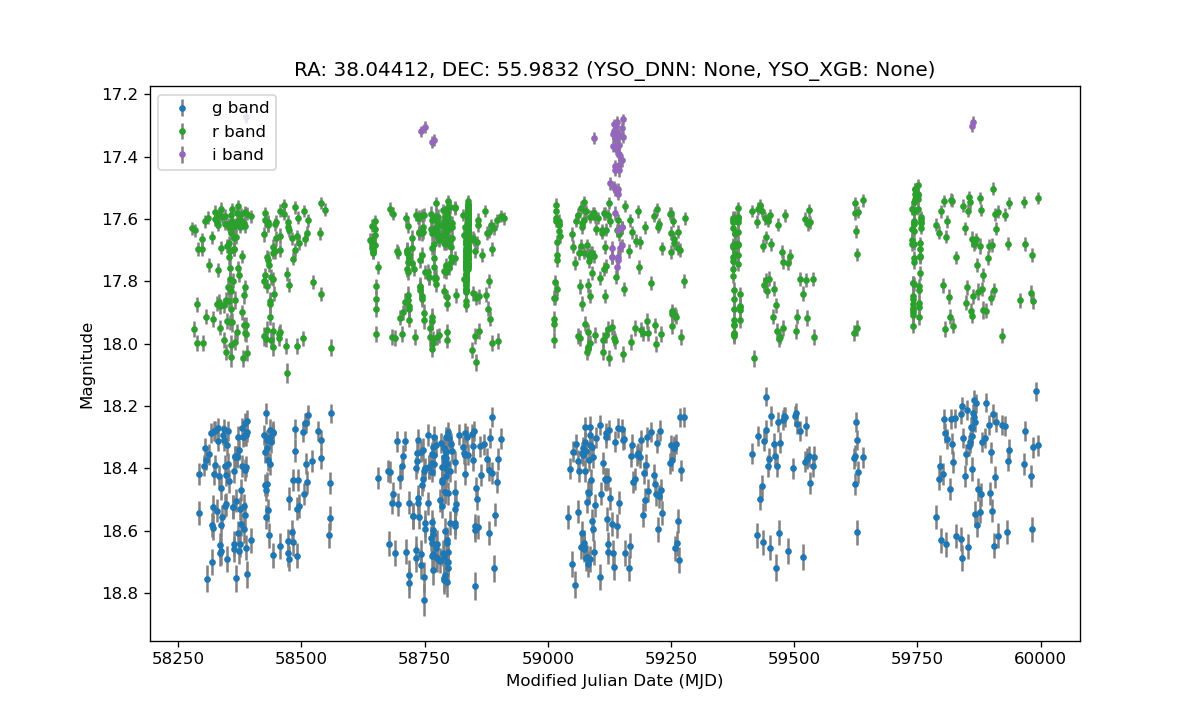 RA: 38.04412, DEC: 55.9832 (YSO_DNN: None, YSO_XGB: None)
g band
r band
i band
17.2
17.4
17.6
17.8
18.0
18.2
18.4
18.6
18.8
Magnitude
58250 58500 58750 59000 59250 59500 59750 60000
Modified Julian Date (MJD)